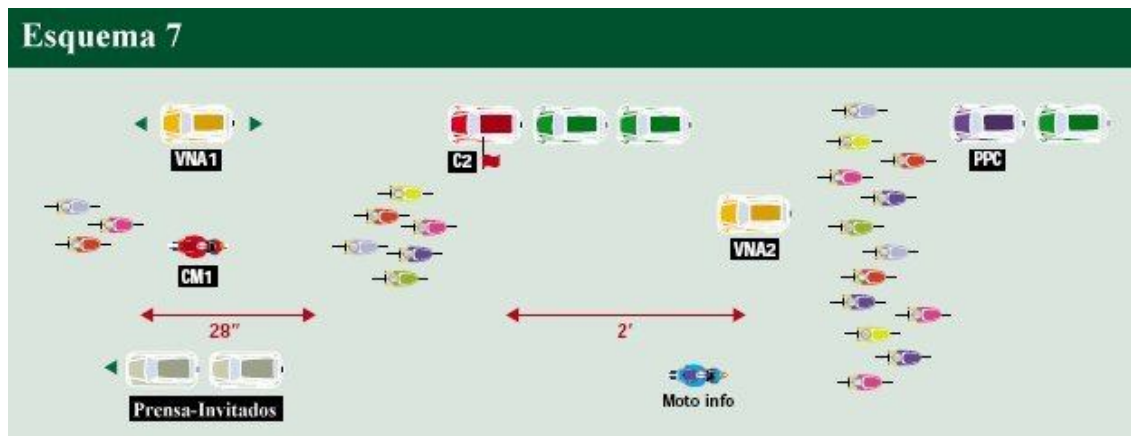 Esquema 7
VNA1
C2
PPC
VNA2
CM1
28"
2'
Moto info
Prensa-Invitados